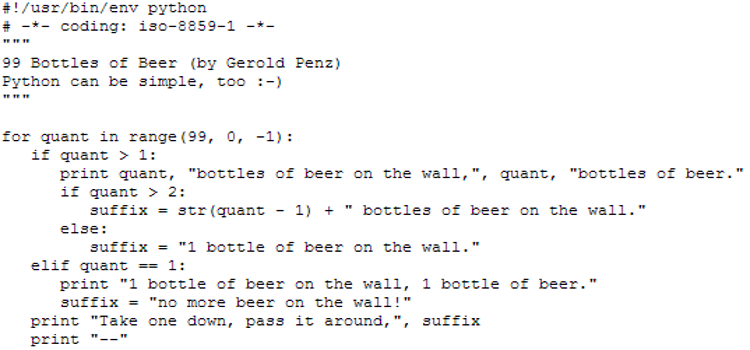 #!/usr/bin/env python
# -*- coding: iso-8859-1 -*-
"""
99 Bottles of Beer (by Gerold Penz)
Python can be simple, too :-)
"""

for quant in range(99, 0, -1):
   if quant > 1:
      print quant, "bottles of beer on the wall,", quant, "bottles of beer."
      if quant > 2:
         suffix = str(quant - 1) + " bottles of beer on the wall."
      else:
         suffix = "1 bottle of beer on the wall."
   elif quant == 1:
      print "1 bottle of beer on the wall, 1 bottle of beer."
      suffix = "no more beer on the wall!"
   print "Take one down, pass it around,", suffix
   print "--"